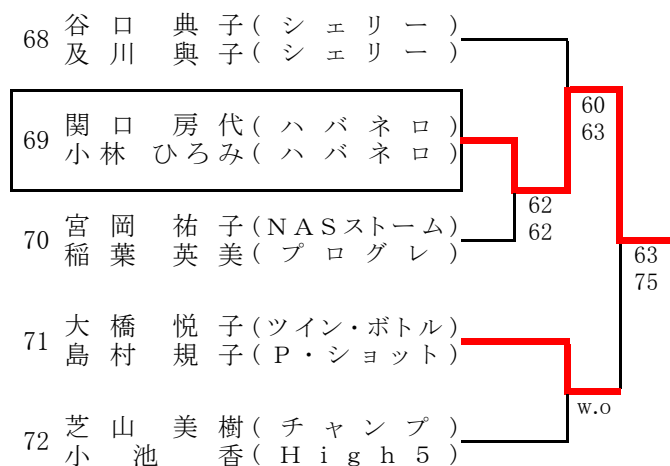 68 谷口 典子(シェリー)
及川 與子(シェリー)
69 関口 房代(ハバネロ)
小林 ひろみ(ハバネロ)
70 宮岡 祐子(NASストーム)
稲葉 英美(プログレ)
71 大橋 悦子(ツイン・ボトル)
島村 規子(P・ショット)
72 芝山 美樹(チャンプ)
小池 香(High5)
60
63
62
62
63
75
w.o